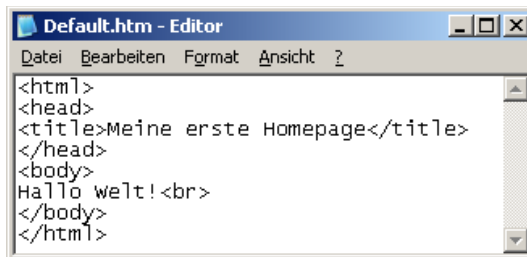 Default.htm - Editor
Datei Bearbeiten Format Ansicht ?
<html>
<head>
<title>Meine erste Homepage</title>
</head>
<body>
Hallo Welt!<br>
</body>
</html>